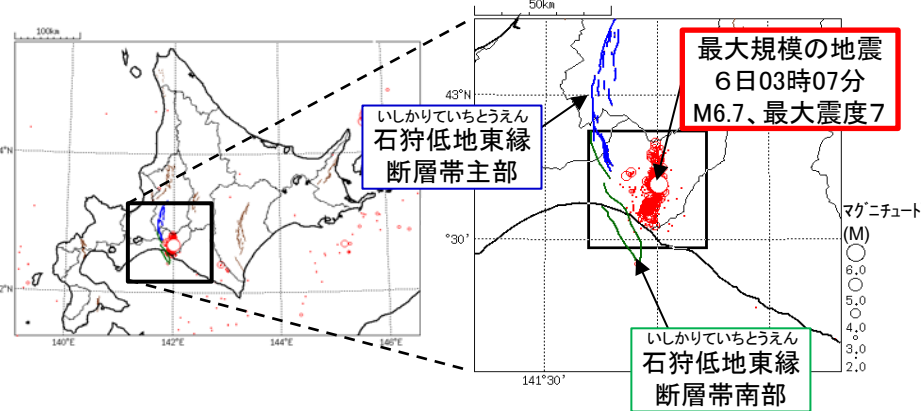 100km
4°N
2°N
140°E
142°E
144°E
146°E
50km
43°N
°30'
141°30'
最大規模の地震
6日03時07分
M6.7、最大震度7
いしかりていちとうえん
石狩低地東縁
断層帯主部
いしかりていちとうえん
石狩低地東縁
断層帯南部
マグニチュート
(M)
6.0
5.0
4.0
3.0
2.0